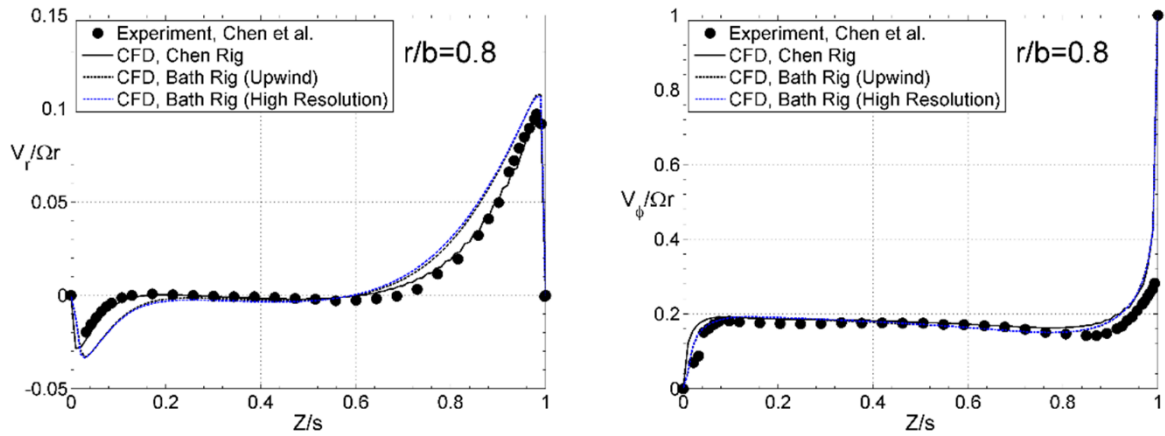 0.15
Experiment, Chen et al.
CFD, Chen Rig
CFD, Bath Rig (Upwind)
CFD, Bath Rig (High Resolution)
r/b=0.8
0.1
V_r/Ωr
0.05
0
-0.05
0 0.2 0.4 0.6 0.8 1
Z/s
1
Experiment, Chen et al.
CFD, Chen Rig
CFD, Bath Rig (Upwind)
CFD, Bath Rig (High Resolution)
r/b=0.8
0.8
0.6
V_ϕ/Ωr
0.4
0.2
0
0 0.2 0.4 0.6 0.8 1
Z/s